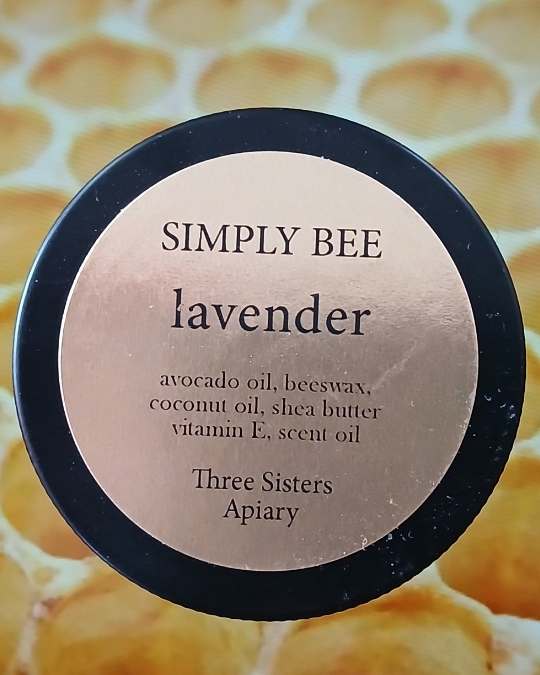 SIMPLY BEE
lavender
avocado oil, beeswax,
coconut oil, shea butter
vitamin E, scent oil
Three Sisters
Apiary